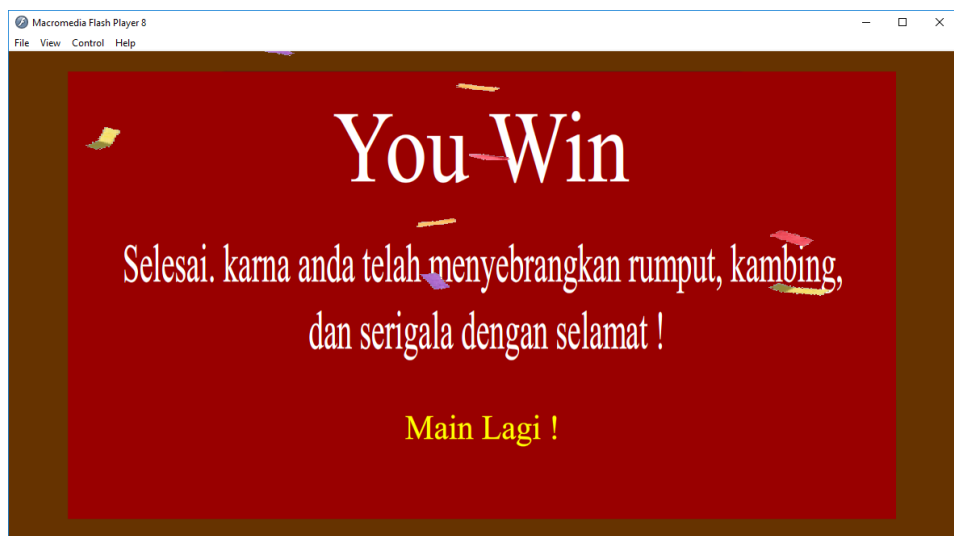 Macromedia Flash Player 8
File View Control Help
You Win
Selesai. karna anda telah menyebrangkan rumput, kambing,
dan serigala dengan selamat !
Main Lagi !